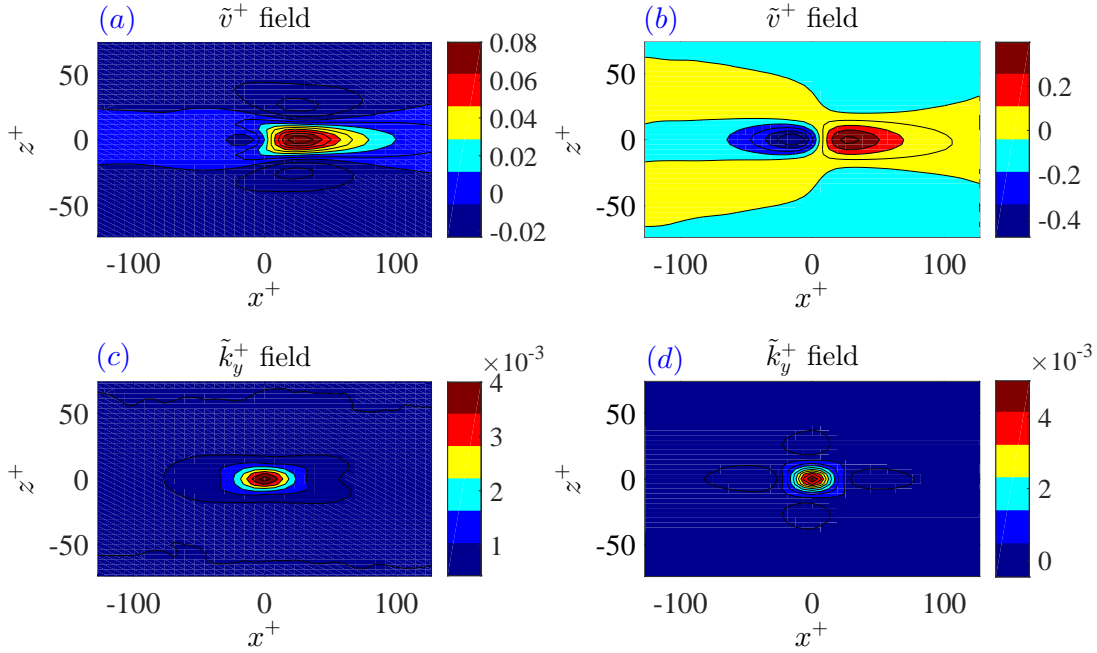 (a) ṽ⁺ field
50
0
-50
z⁺
-100 0 100
x⁺
0.08
0.06
0.04
0.02
0
-0.02
(b) ṽ⁺ field
50
0
-50
z⁺
-100 0 100
x⁺
0.2
0
-0.2
-0.4
(c) k̃_y⁺ field
×10⁻³
50
0
-50
z⁺
-100 0 100
x⁺
4
3
2
1
(d) k̃_y⁺ field
×10⁻³
50
0
-50
z⁺
-100 0 100
x⁺
4
2
0